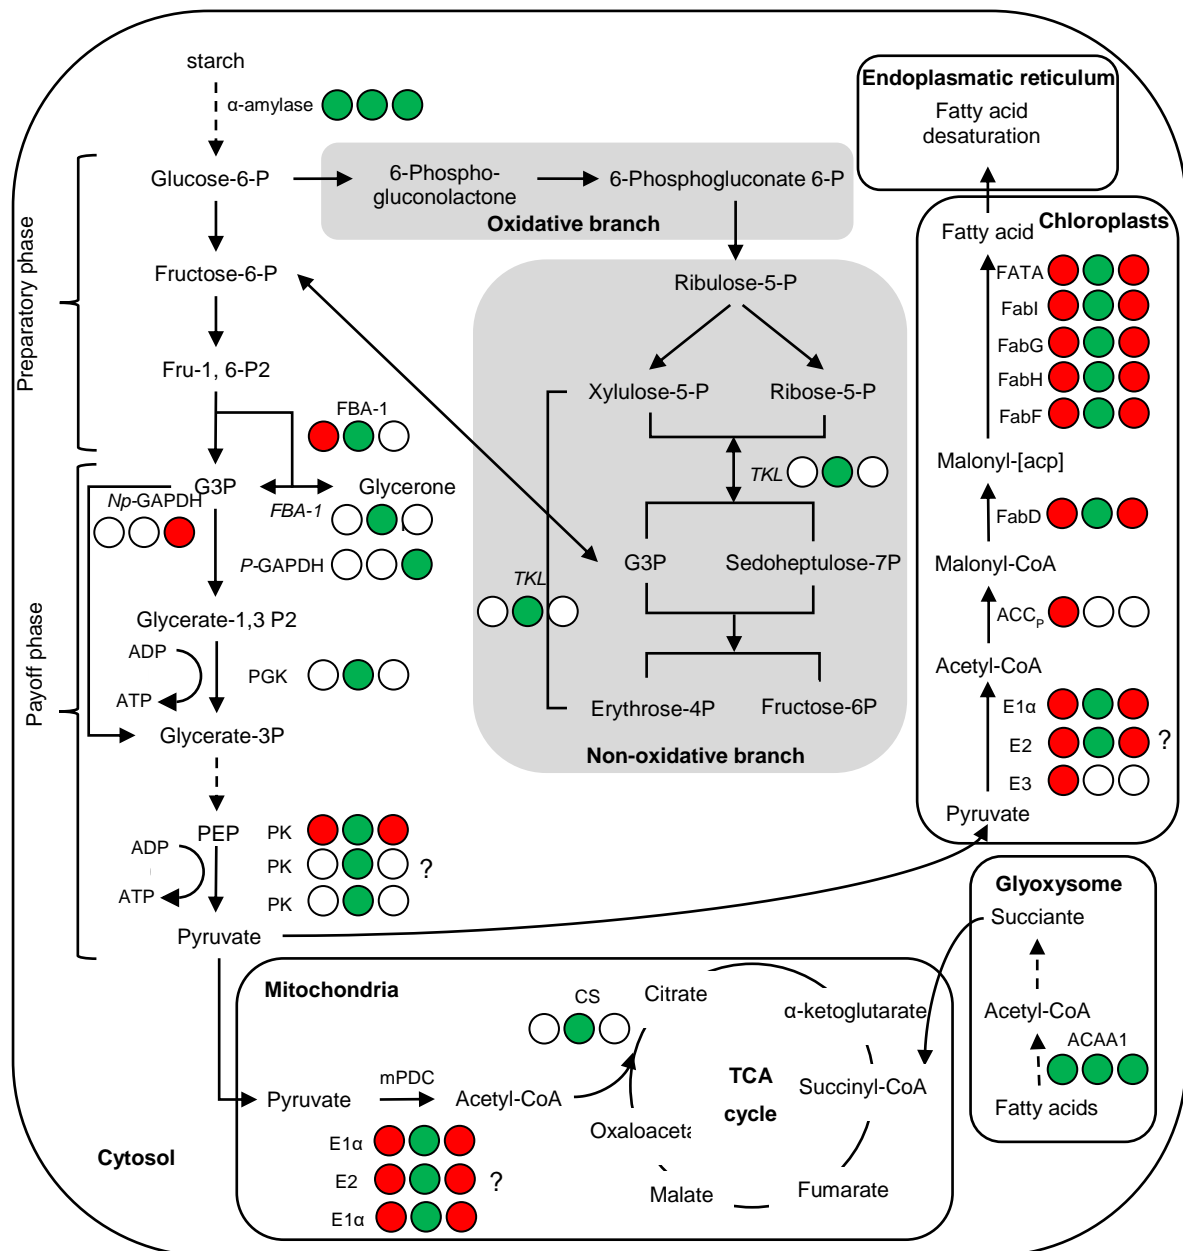 starch
α-amylase
Glucose-6-P
6-Phospho-
gluconolactone
6-Phosphogluconate 6-P
Oxidative branch
Preparatory phase
Fructose-6-P
Fru-1, 6-P2
FBA-1
G3P
Glycerone
FBA-1
Np-GAPDH
P-GAPDH
Payoff phase
Glycerate-1,3 P2
ADP
ATP
PGK
Glycerate-3P
PEP
ADP
ATP
PK
PK
?
PK
Pyruvate
Ribulose-5-P
Xylulose-5-P
Ribose-5-P
TKL
TKL
G3P
Sedoheptulose-7P
Erythrose-4P
Fructose-6P
Non-oxidative branch
Endoplasmatic reticulum
Fatty acid
desaturation
Chloroplasts
Fatty acid
FATA
FabI
FabG
FabH
FabF
Malonyl-[acp]
FabD
Malonyl-CoA
ACCP
Acetyl-CoA
E1α
E2
?
E3
Pyruvate
Glyoxysome
Succiante
Acetyl-CoA
ACAA1
Fatty acids
Mitochondria
CS
Citrate
α-ketoglutarate
TCA
cycle
Succinyl-CoA
Fumarate
Malate
Oxaloaceta
mPDC
Pyruvate
Acetyl-CoA
E1α
E2
?
E1α
Cytosol